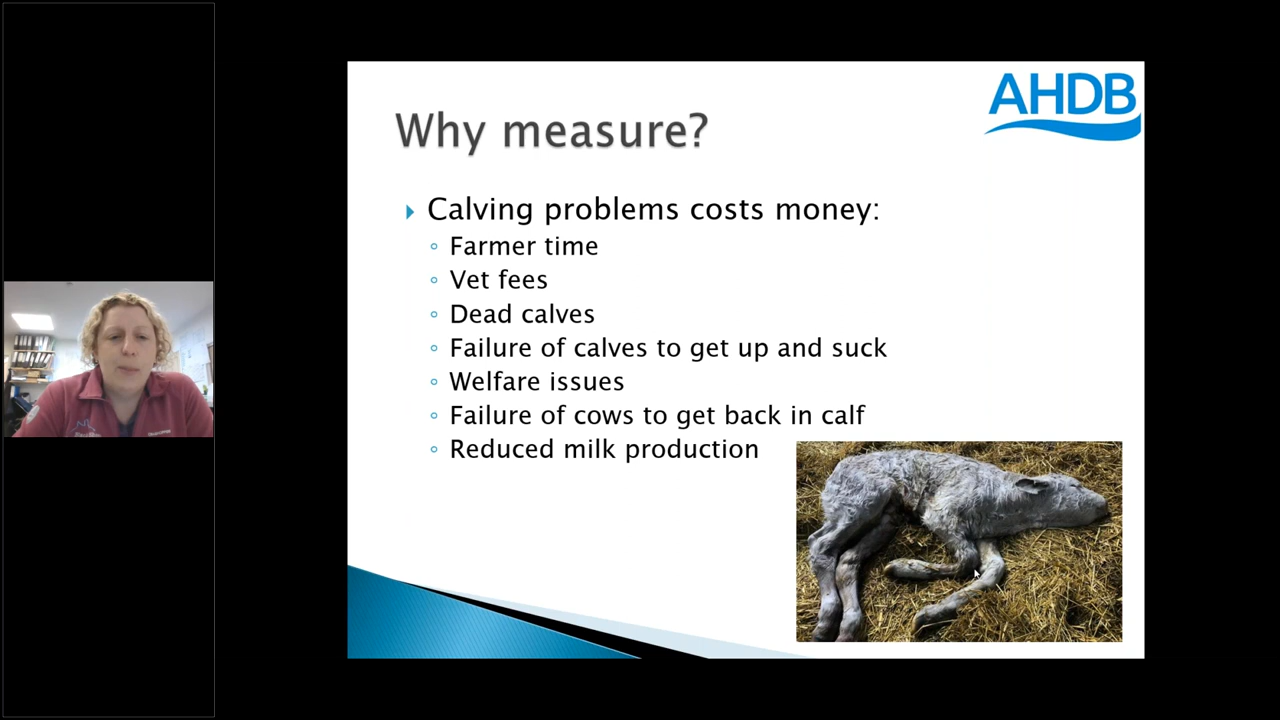 AHDB
Why measure?
Calving problems costs money:
Farmer time
Vet fees
Dead calves
Failure of calves to get up and suck
Welfare issues
Failure of cows to get back in calf
Reduced milk production